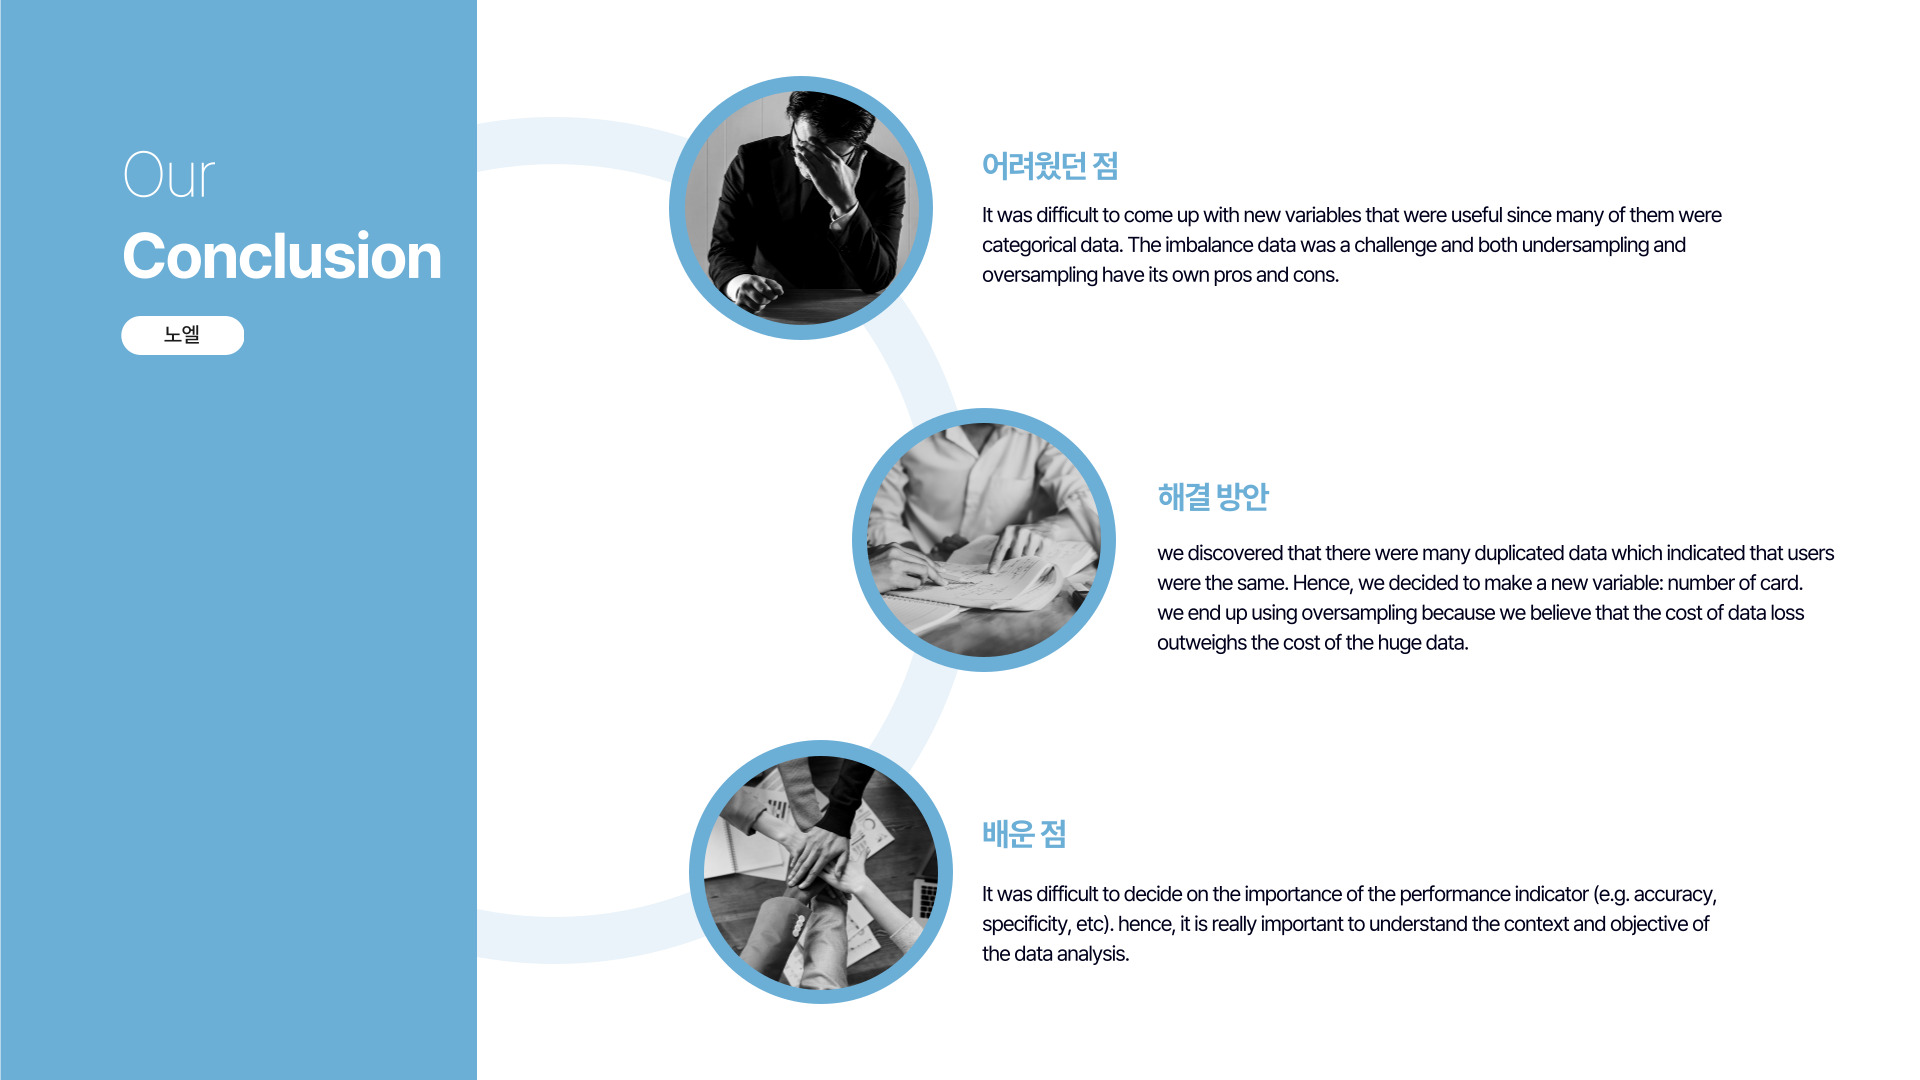 Our
Conclusion
노엘
어려웠던 점
It was difficult to come up with new variables that were useful since many of them were
categorical data. The imbalance data was a challenge and both undersampling and
oversampling have its own pros and cons.
해결 방안
we discovered that there were many duplicated data which indicated that users
were the same. Hence, we decided to make a new variable: number of card.
we end up using oversampling because we believe that the cost of data loss
outweighs the cost of the huge data.
배운 점
It was difficult to decide on the importance of the performance indicator (e.g. accuracy,
specificity, etc). hence, it is really important to understand the context and objective of
the data analysis.